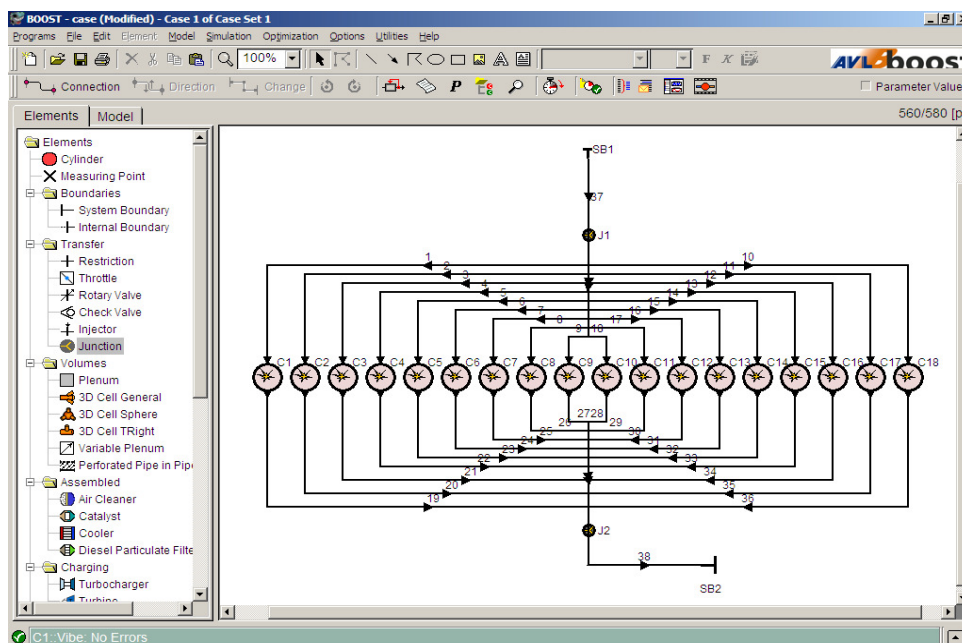 BOOST - case (Modified) - Case 1 of Case Set 1
Programs File Edit Element Model Simulation Optimization Options Utilities Help
100% A F X AVL boost
Connection Direction Change P Parameter Value
Elements Model 560/580 [p
Elements
Cylinder
Measuring Point
Boundaries
System Boundary
Internal Boundary
Transfer
Restriction
Throttle
Rotary Valve
Check Valve
Injector
Junction
Volumes
Plenum
3D Cell General
3D Cell Sphere
3D Cell TRight
Variable Plenum
Perforated Pipe in Pipe
Assembled
Air Cleaner
Catalyst
Cooler
Diesel Particulate Filte
Charging
Turbocharger
Turbine
SB1
37
J1
1 10
2 11
3 12
4 13
5 14
6 15
7 16
8 17
9 18
C1 C2 C3 C4 C5 C6 C7 C8 C9 C10 C11 C12 C13 C14 C15 C16 C17 C18
27 28
26 29
25 30
24 31
23 32
22 33
21 34
20 35
19 36
J2
38
SB2
C1::Vibe: No Errors